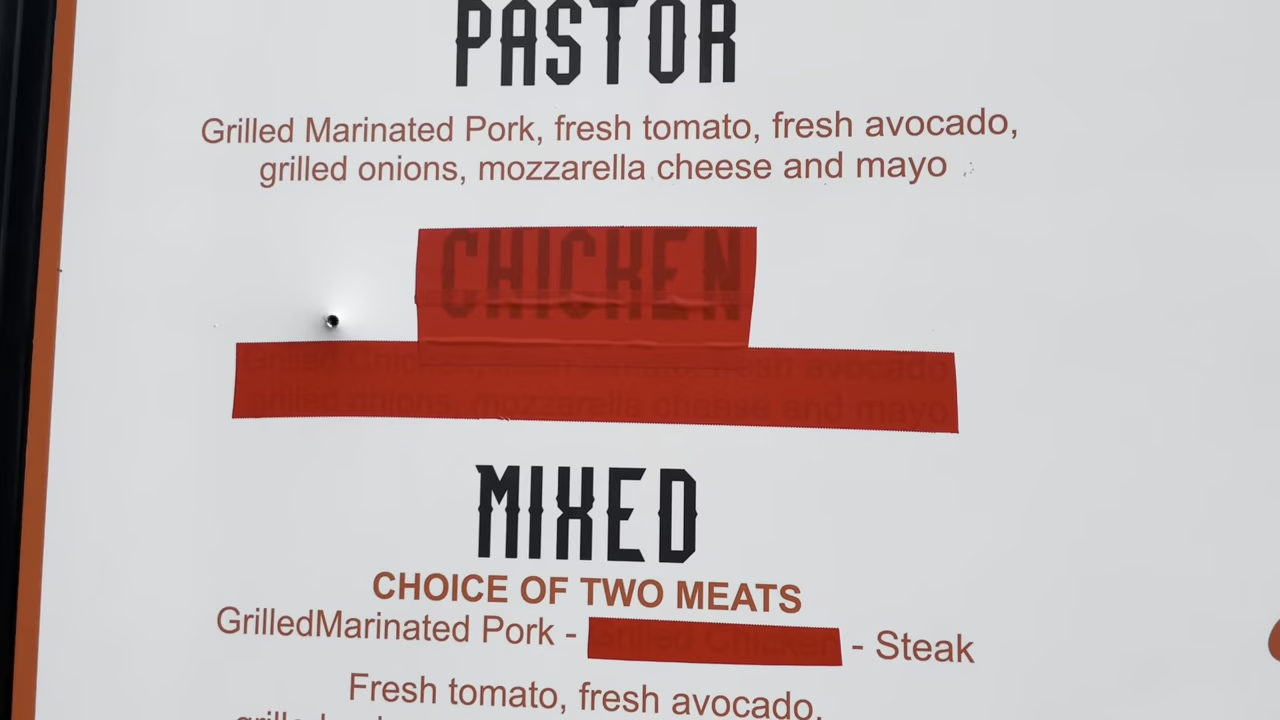 PASTOR
Grilled Marinated Pork, fresh tomato, fresh avocado,
grilled onions, mozzarella cheese and mayo
CHICKEN
Grilled Chicken, fresh tomato, fresh avocado,
grilled onions, mozzarella cheese and mayo
MIXED
CHOICE OF TWO MEATS
GrilledMarinated Pork - Grilled Chicken - Steak
Fresh tomato, fresh avocado,